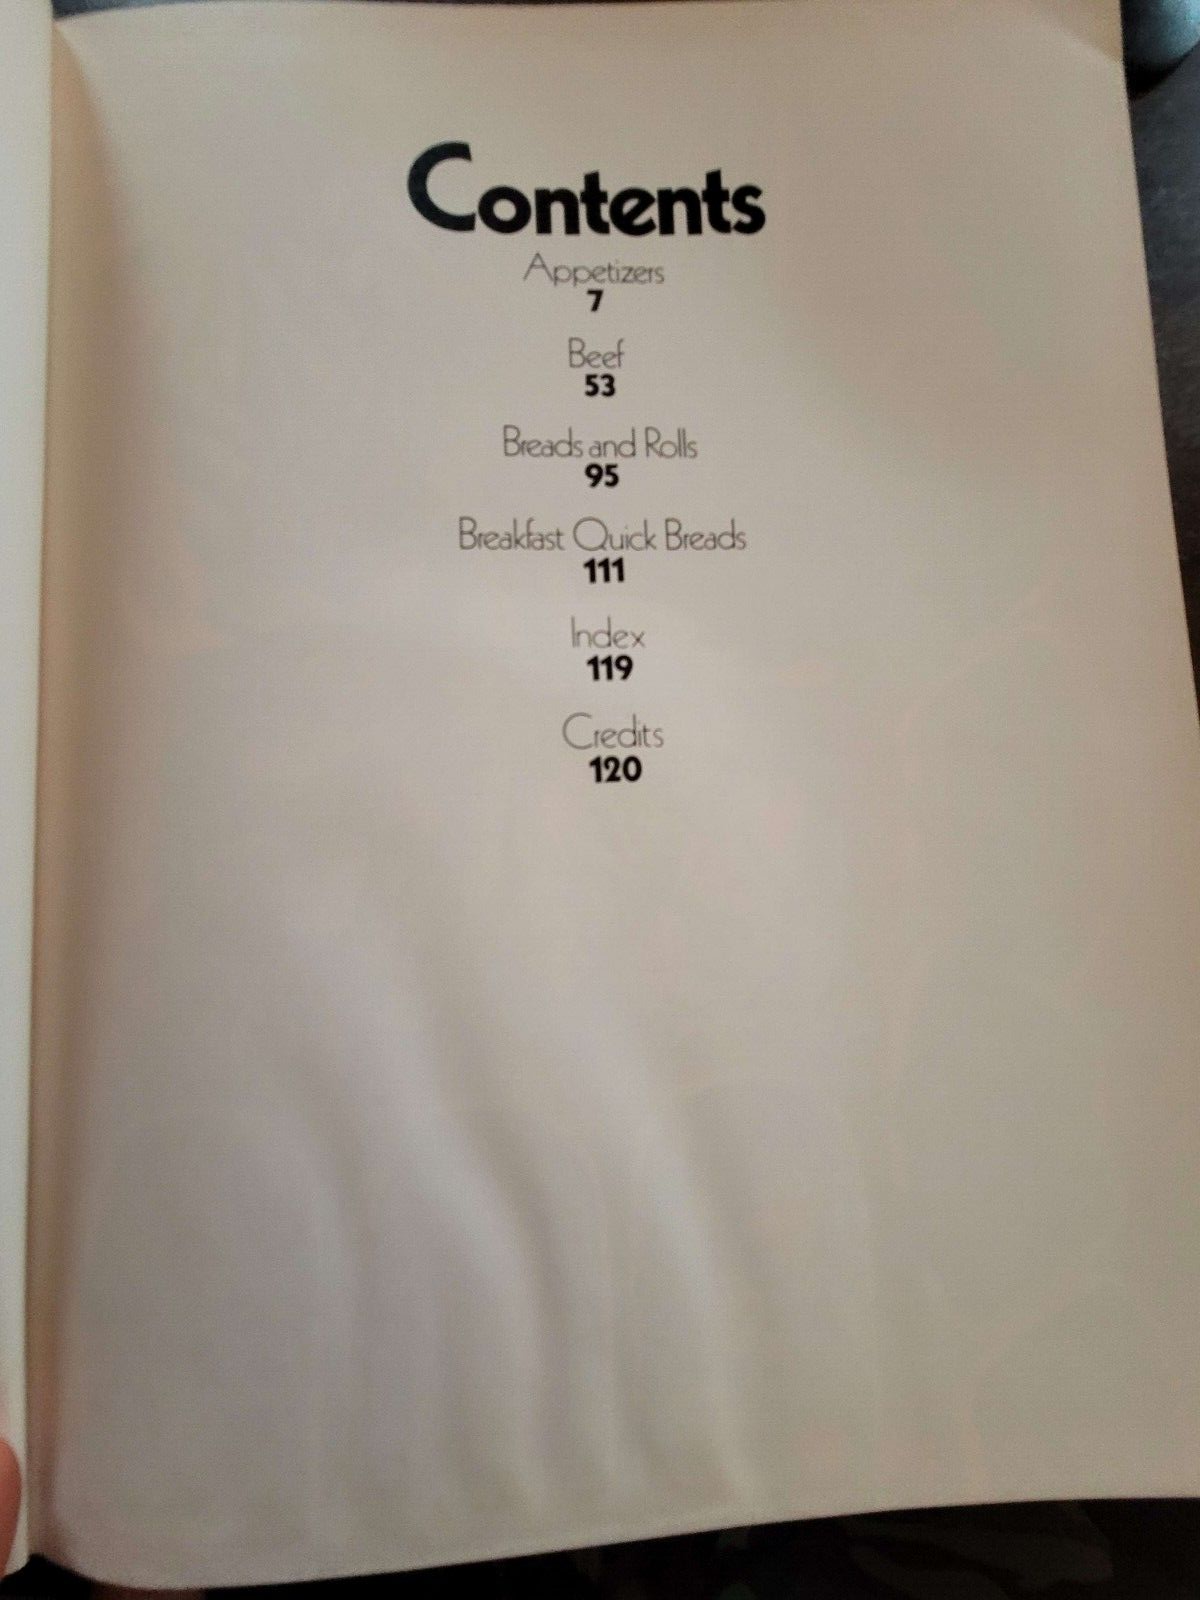 Contents
Appetizers
7
Beef
53
Breads and Rolls
95
Breakfast Quick Breads
111
Index
119
Credits
120